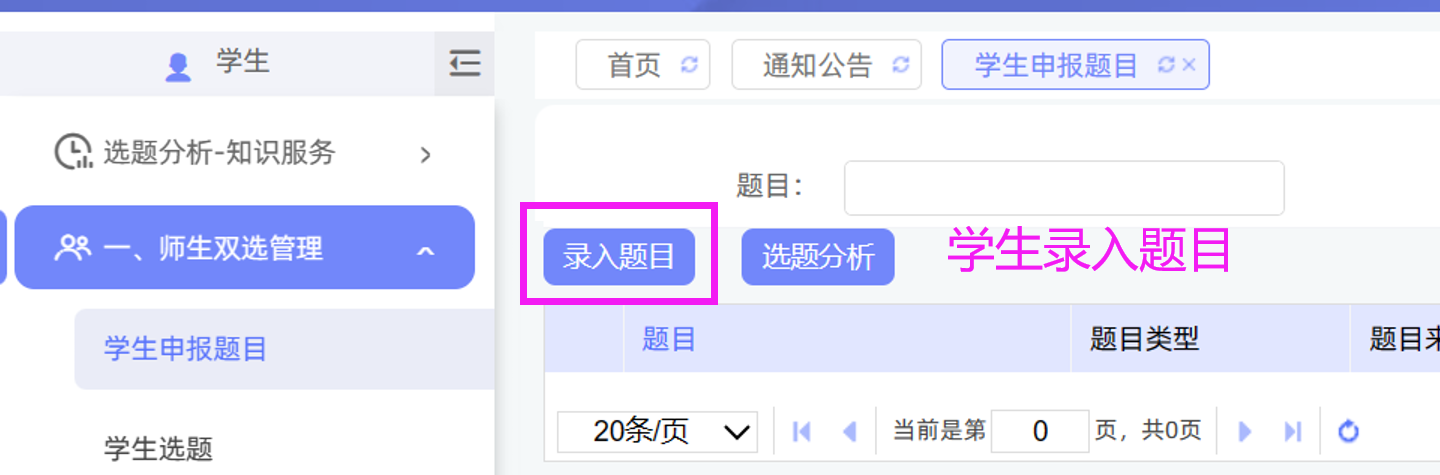 学生
首页
通知公告
学生申报题目
选题分析-知识服务
题目：
一、师生双选管理
录入题目
选题分析
学生录入题目
学生申报题目
题目
题目类型
题目
学生选题
20条/页
当前是第 0 页，共0页